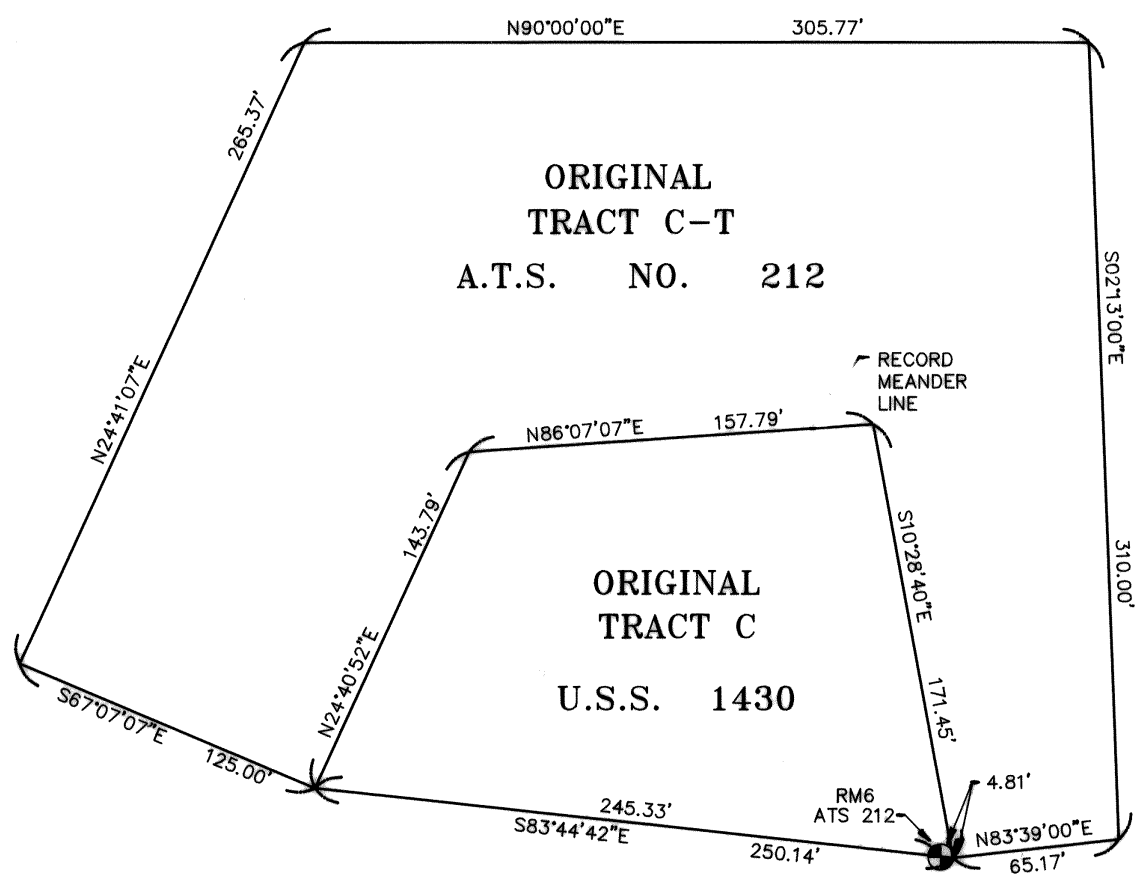 N90°00'00"E 305.77'
265.37'
N24°41'07"E
ORIGINAL
TRACT C-T
A.T.S. NO. 212
S02°13'00"E
310.00'
RECORD
MEANDER
LINE
N86°07'07"E 157.79'
143.79'
N24°40'52"E
S10°28'40"E
171.45'
ORIGINAL
TRACT C
U.S.S. 1430
S67°07'07"E
125.00'
245.33'
S83°44'42"E
250.14'
RM6
ATS 212
4.81'
N83°39'00"E
65.17'